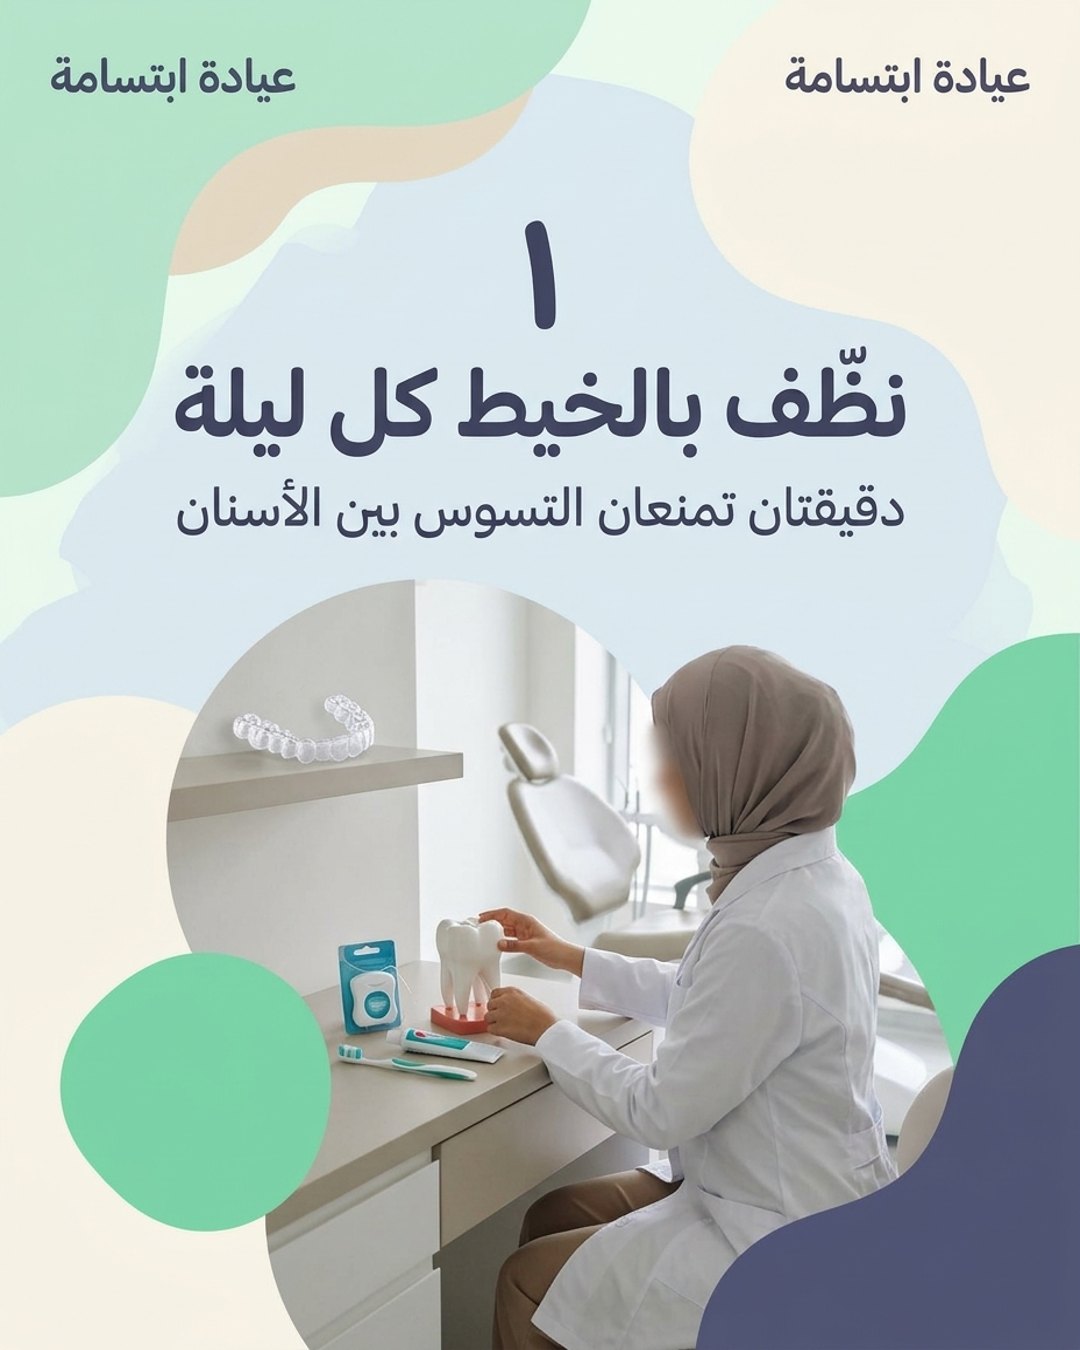 عيادة ابتسامة
عيادة ابتسامة
١
نظّف بالخيط كل ليلة
دقيقتان تمنعان التسوس بين الأسنان